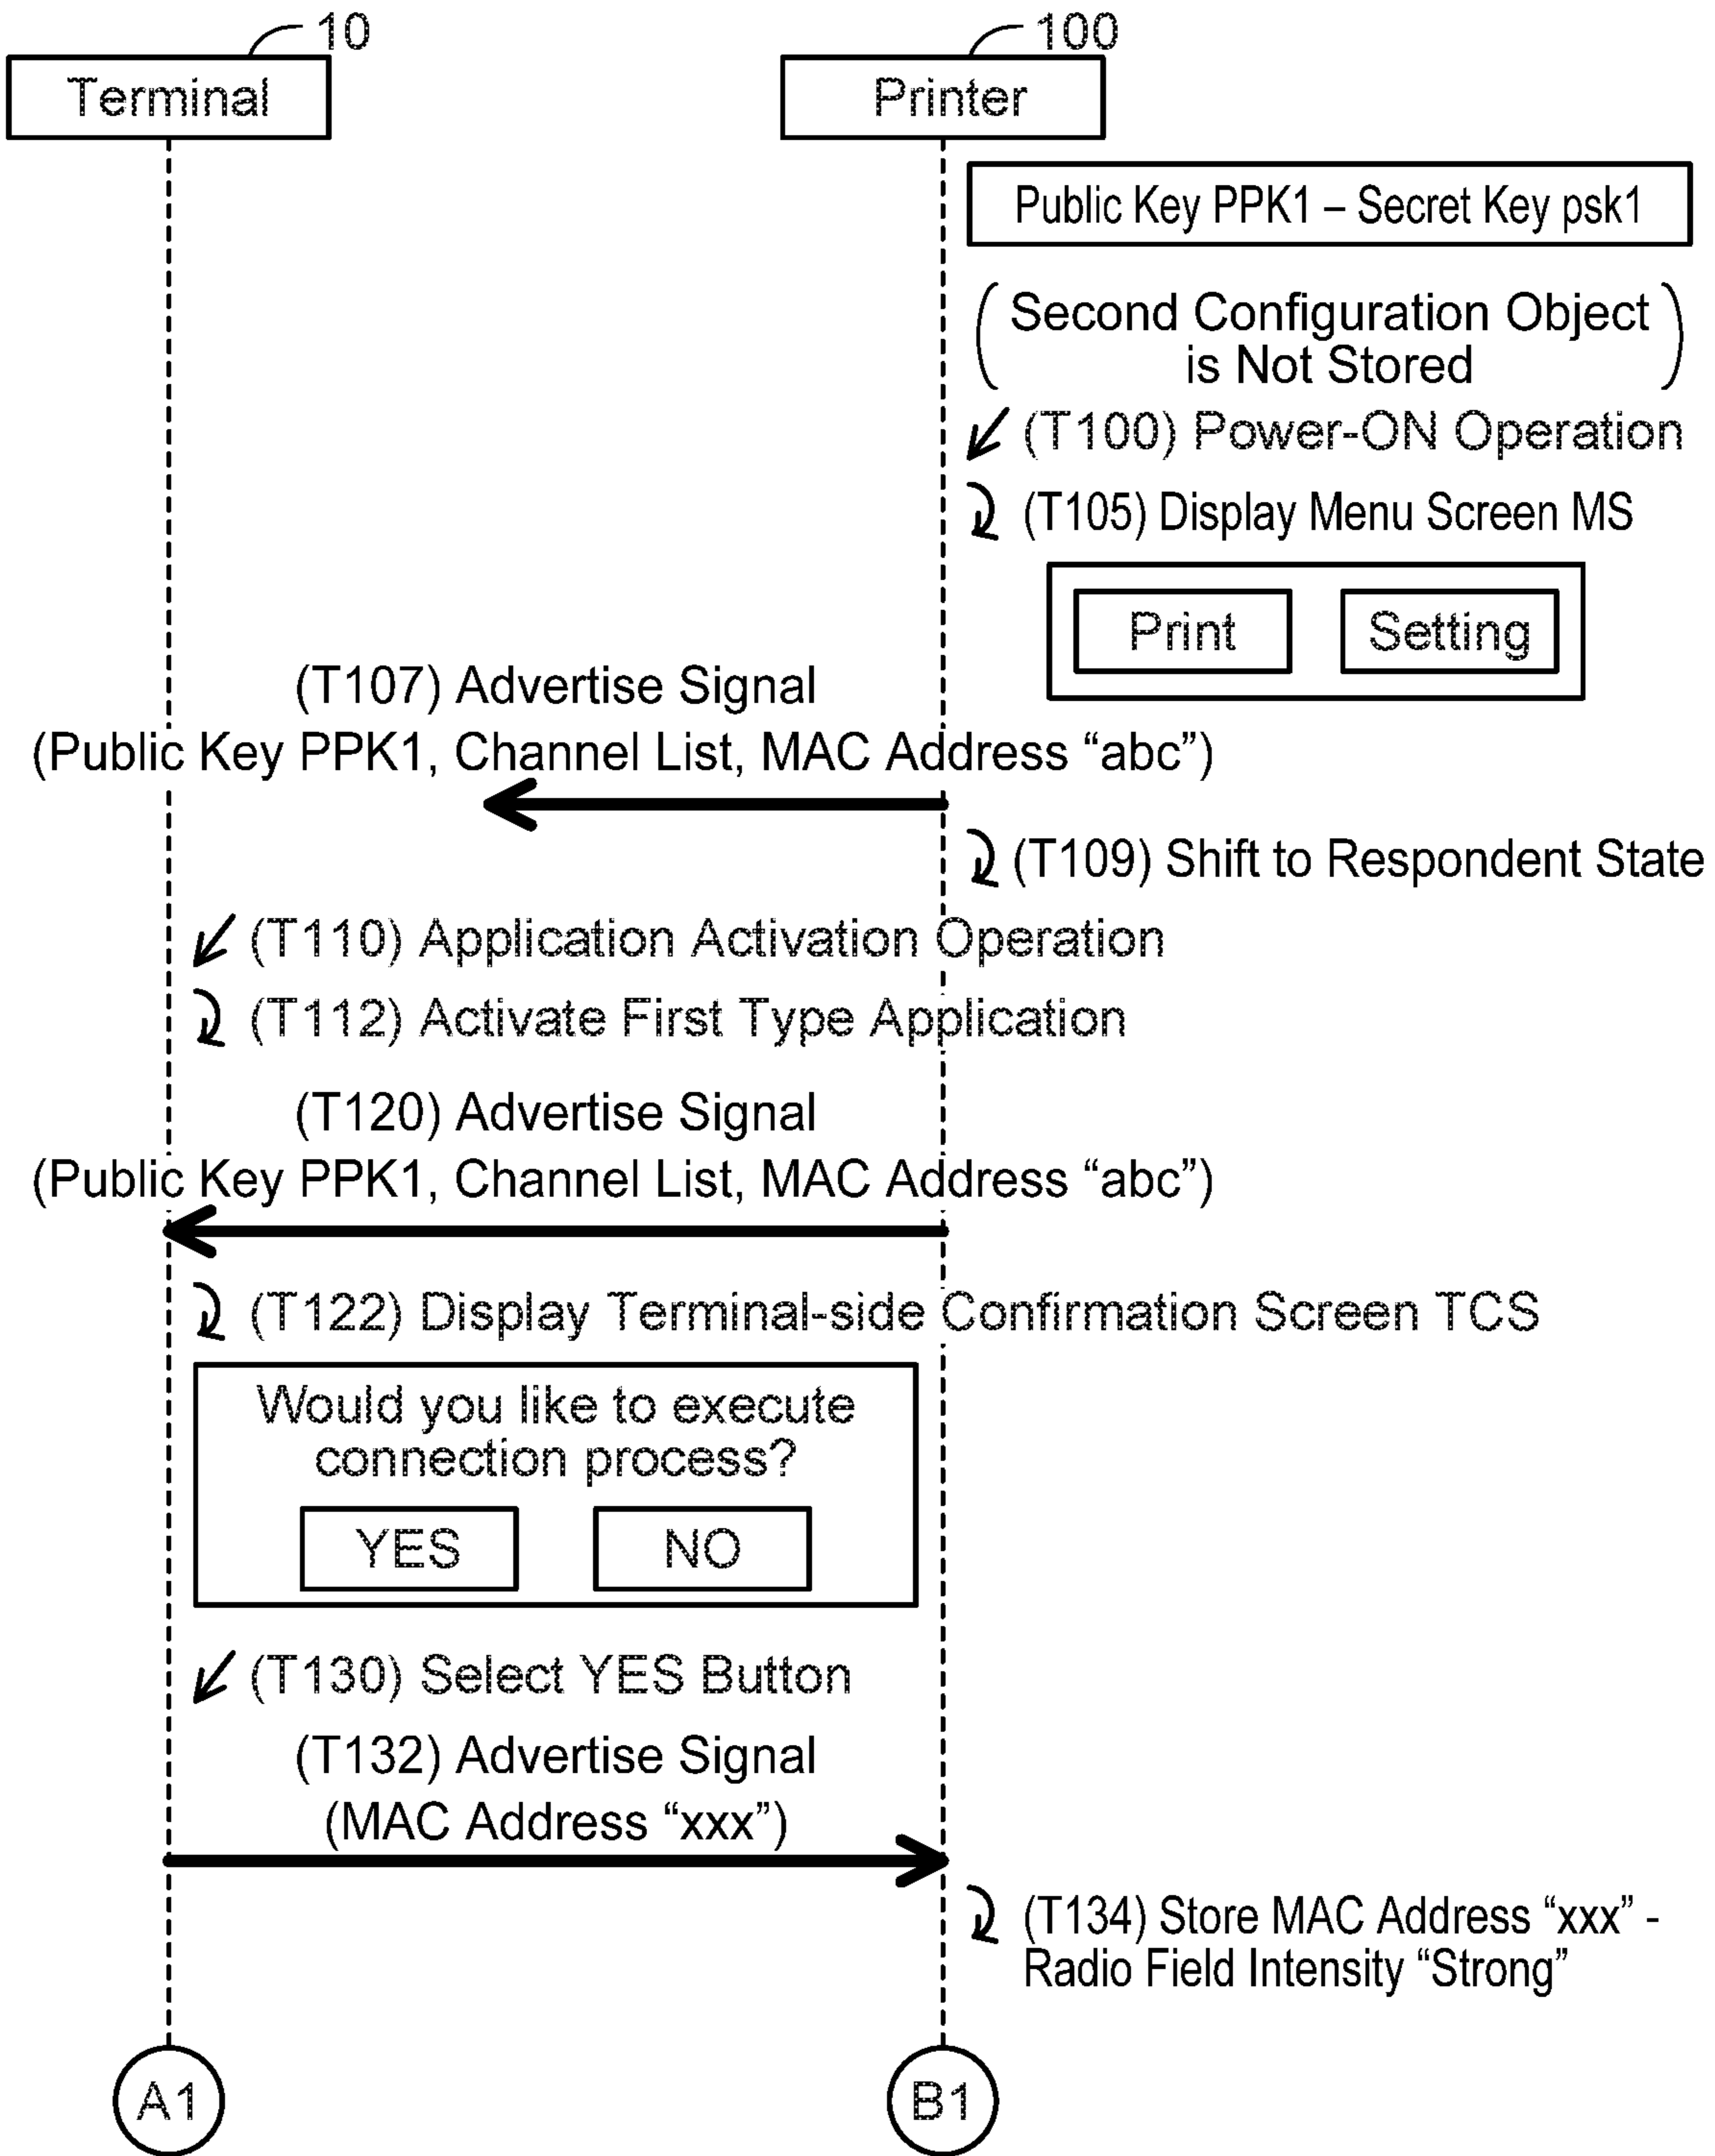 10
100
Terminal
Printer
Public Key PPK1 – Secret Key psk1
Second Configuration Object
is Not Stored
(T100) Power-ON Operation
(T105) Display Menu Screen MS
Print
Setting
(T107) Advertise Signal
(Public Key PPK1, Channel List, MAC Address “abc”)
(T109) Shift to Respondent State
(T110) Application Activation Operation
(T112) Activate First Type Application
(T120) Advertise Signal
(Public Key PPK1, Channel List, MAC Address “abc”)
(T122) Display Terminal-side Confirmation Screen TCS
Would you like to execute
connection process?
YES
NO
(T130) Select YES Button
(T132) Advertise Signal
(MAC Address “xxx”)
(T134) Store MAC Address “xxx” -
Radio Field Intensity “Strong”
A1
B1